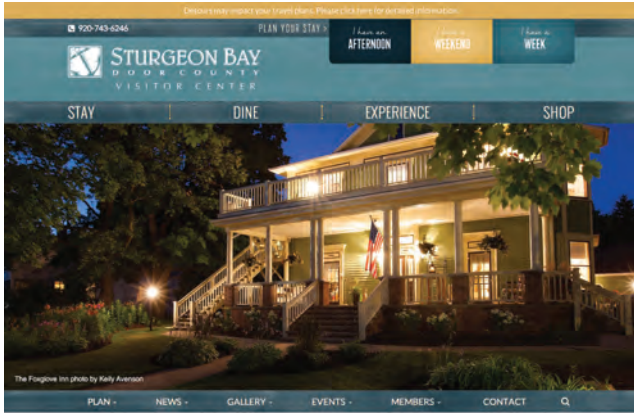 Detours may impact your travel plans. Please click here for detailed information.
920-743-6246
PLAN YOUR STAY >
I have an
AFTERNOON
I have a
WEEKEND
I have a
WEEK
STURGEON BAY
DOOR COUNTY
VISITOR CENTER
STAY
DINE
EXPERIENCE
SHOP
The Foxglove Inn photo by Kelly Avenson
PLAN
NEWS
GALLERY
EVENTS
MEMBERS
CONTACT